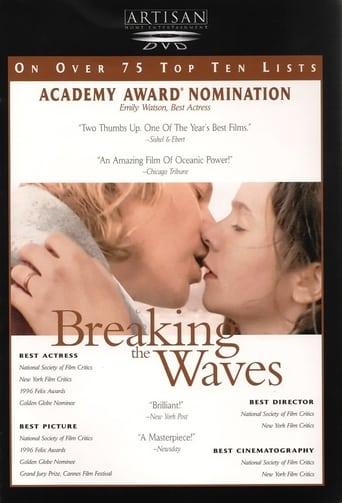 ARTISAN
HOME ENTERTAINMENT
DVD
ON OVER 75 TOP TEN LISTS
ACADEMY AWARD® NOMINATION
Emily Watson, Best Actress
"Two Thumbs Up. One Of The Year's Best Films."
–Siskel & Ebert
"An Amazing Film Of Oceanic Power!"
–Chicago Tribune
Breaking
the Waves
BEST ACTRESS
National Society of Film Critics
New York Film Critics
1996 Felix Awards
Golden Globe Nominee
BEST PICTURE
National Society of Film Critics
1996 Felix Awards
Golden Globe Nominee
Grand Jury Prize, Cannes Film Festival
"Brilliant!"
–New York Post
"A Masterpiece!"
–Newsday
BEST DIRECTOR
National Society of Film Critics
New York Film Critics
BEST CINEMATOGRAPHY
National Society of Film Critics
New York Film Critics